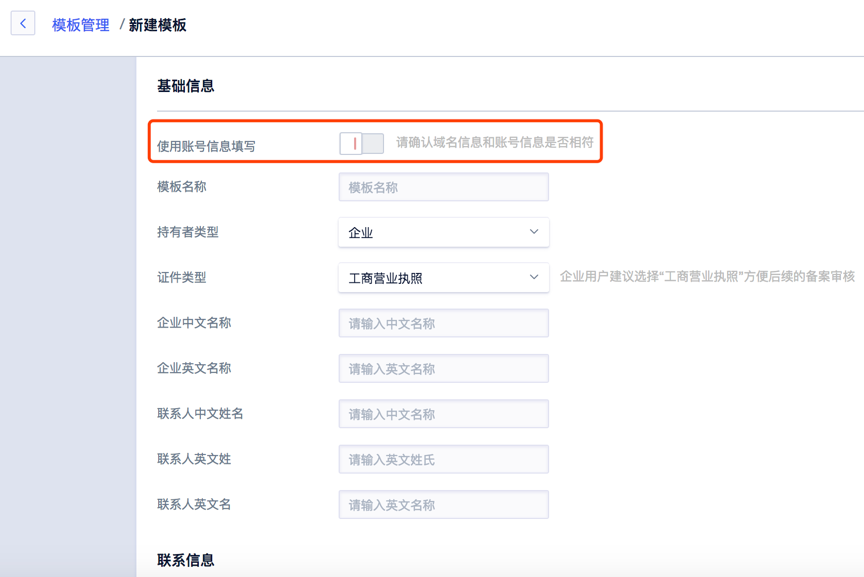 模板管理 / 新建模板
基础信息
使用账号信息填写 请确认域名信息和账号信息是否相符
模板名称 模板名称
持有者类型 企业
证件类型 工商营业执照 企业用户建议选择“工商营业执照”方便后续的备案审核
企业中文名称 请输入中文名称
企业英文名称 请输入英文名称
联系人中文姓名 请输入中文名称
联系人英文姓 请输入英文姓氏
联系人英文名 请输入英文名称
联系信息